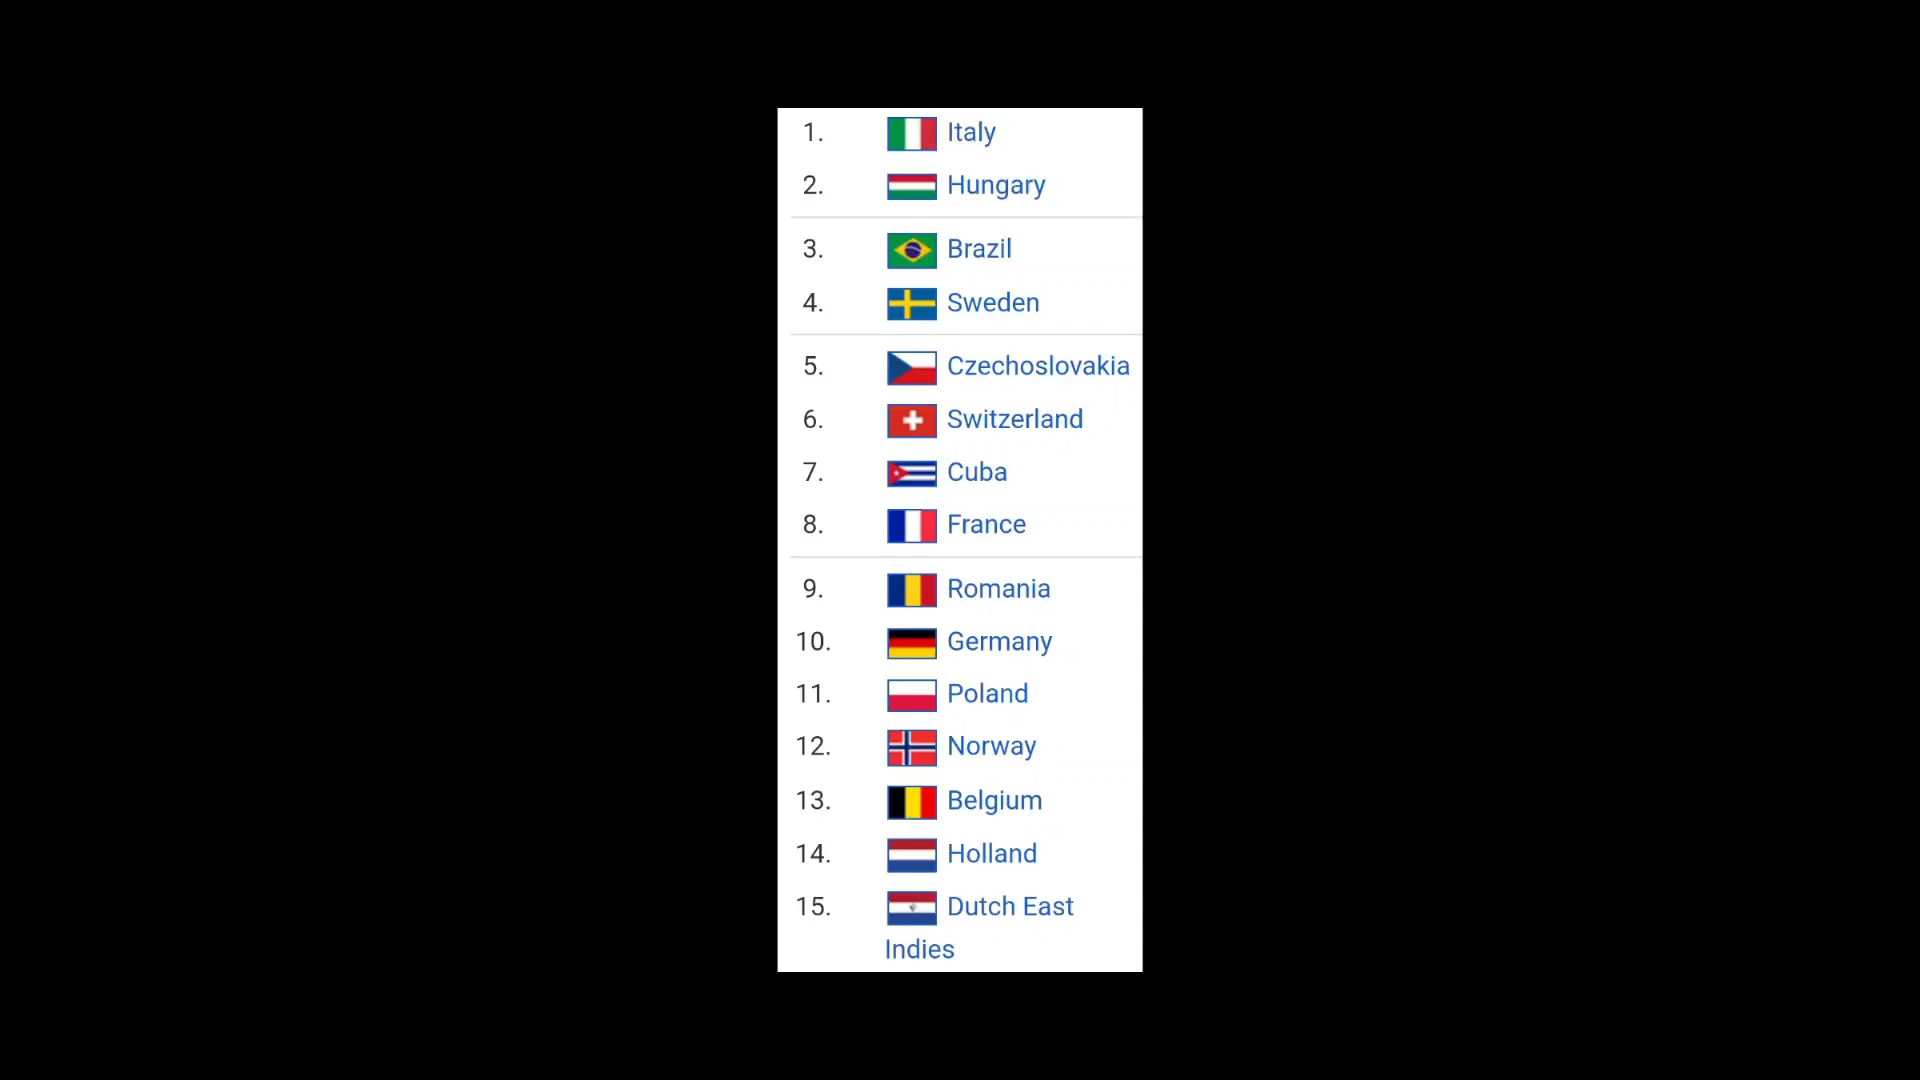 1. Italy
2. Hungary
3. Brazil
4. Sweden
5. Czechoslovakia
6. Switzerland
7. Cuba
8. France
9. Romania
10. Germany
11. Poland
12. Norway
13. Belgium
14. Holland
15. Dutch East
Indies